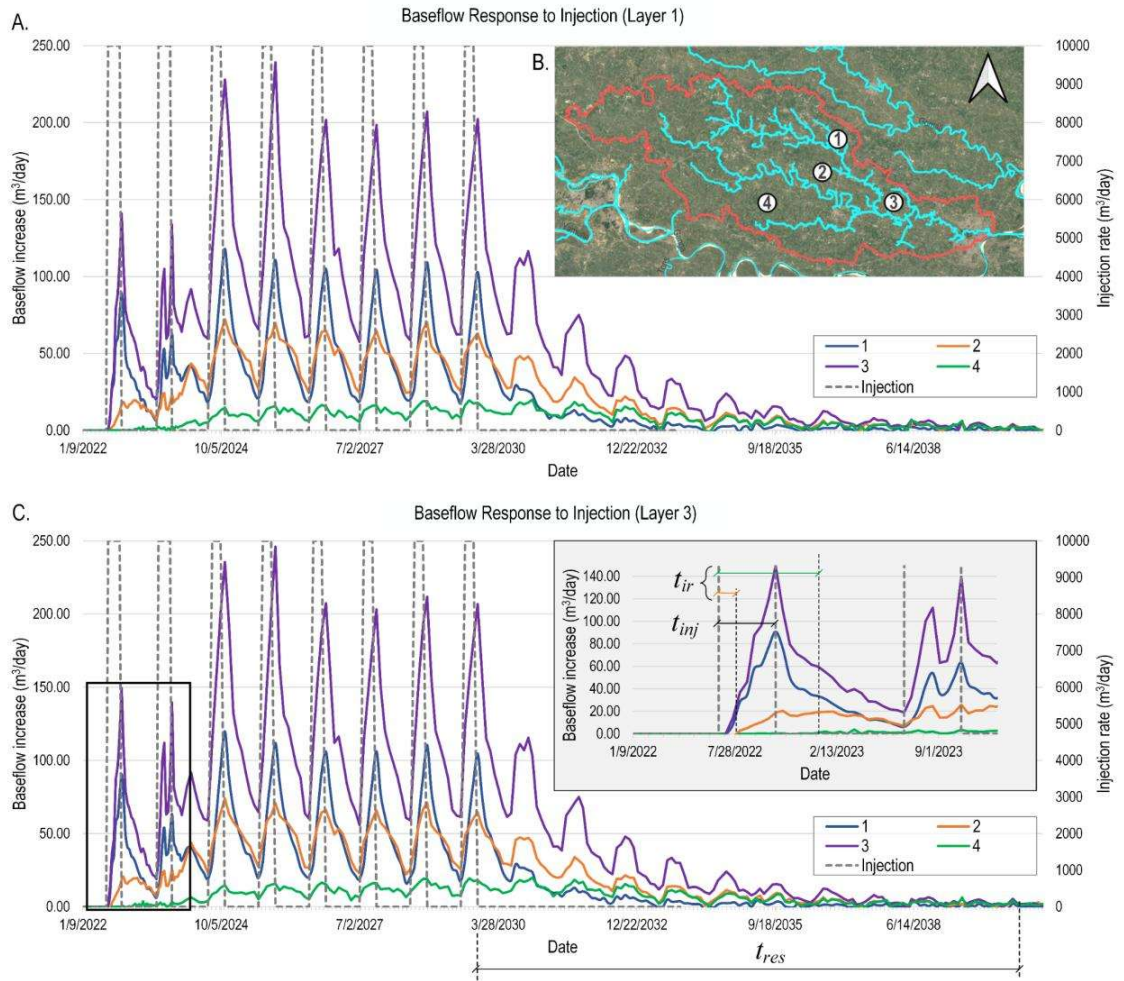 A.
Baseflow Response to Injection (Layer 1)
250.00
200.00
150.00
100.00
50.00
0.00
Baseflow increase (m³/day)
10000
9000
8000
7000
6000
5000
4000
3000
2000
1000
0
Injection rate (m³/day)
B.
1
2
3
4
1 2
3 4
Injection
1/9/2022 10/5/2024 7/2/2027 3/28/2030 12/22/2032 9/18/2035 6/14/2038
Date
C.
Baseflow Response to Injection (Layer 3)
250.00
200.00
150.00
100.00
50.00
0.00
Baseflow increase (m³/day)
10000
9000
8000
7000
6000
5000
4000
3000
2000
1000
0
Injection rate (m³/day)
140.00
120.00
100.00
80.00
60.00
40.00
20.00
0.00
Baseflow increase (m³/day)
t_ir
t_inj
1/9/2022 7/28/2022 2/13/2023 9/1/2023
Date
1 2
3 4
Injection
1/9/2022 10/5/2024 7/2/2027 3/28/2030 12/22/2032 9/18/2035 6/14/2038
Date
t_res